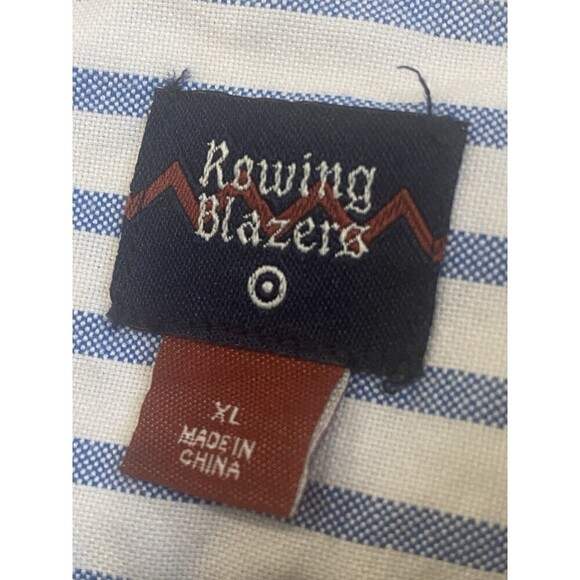 Rowing
Blazers
XL
MADE IN
CHINA